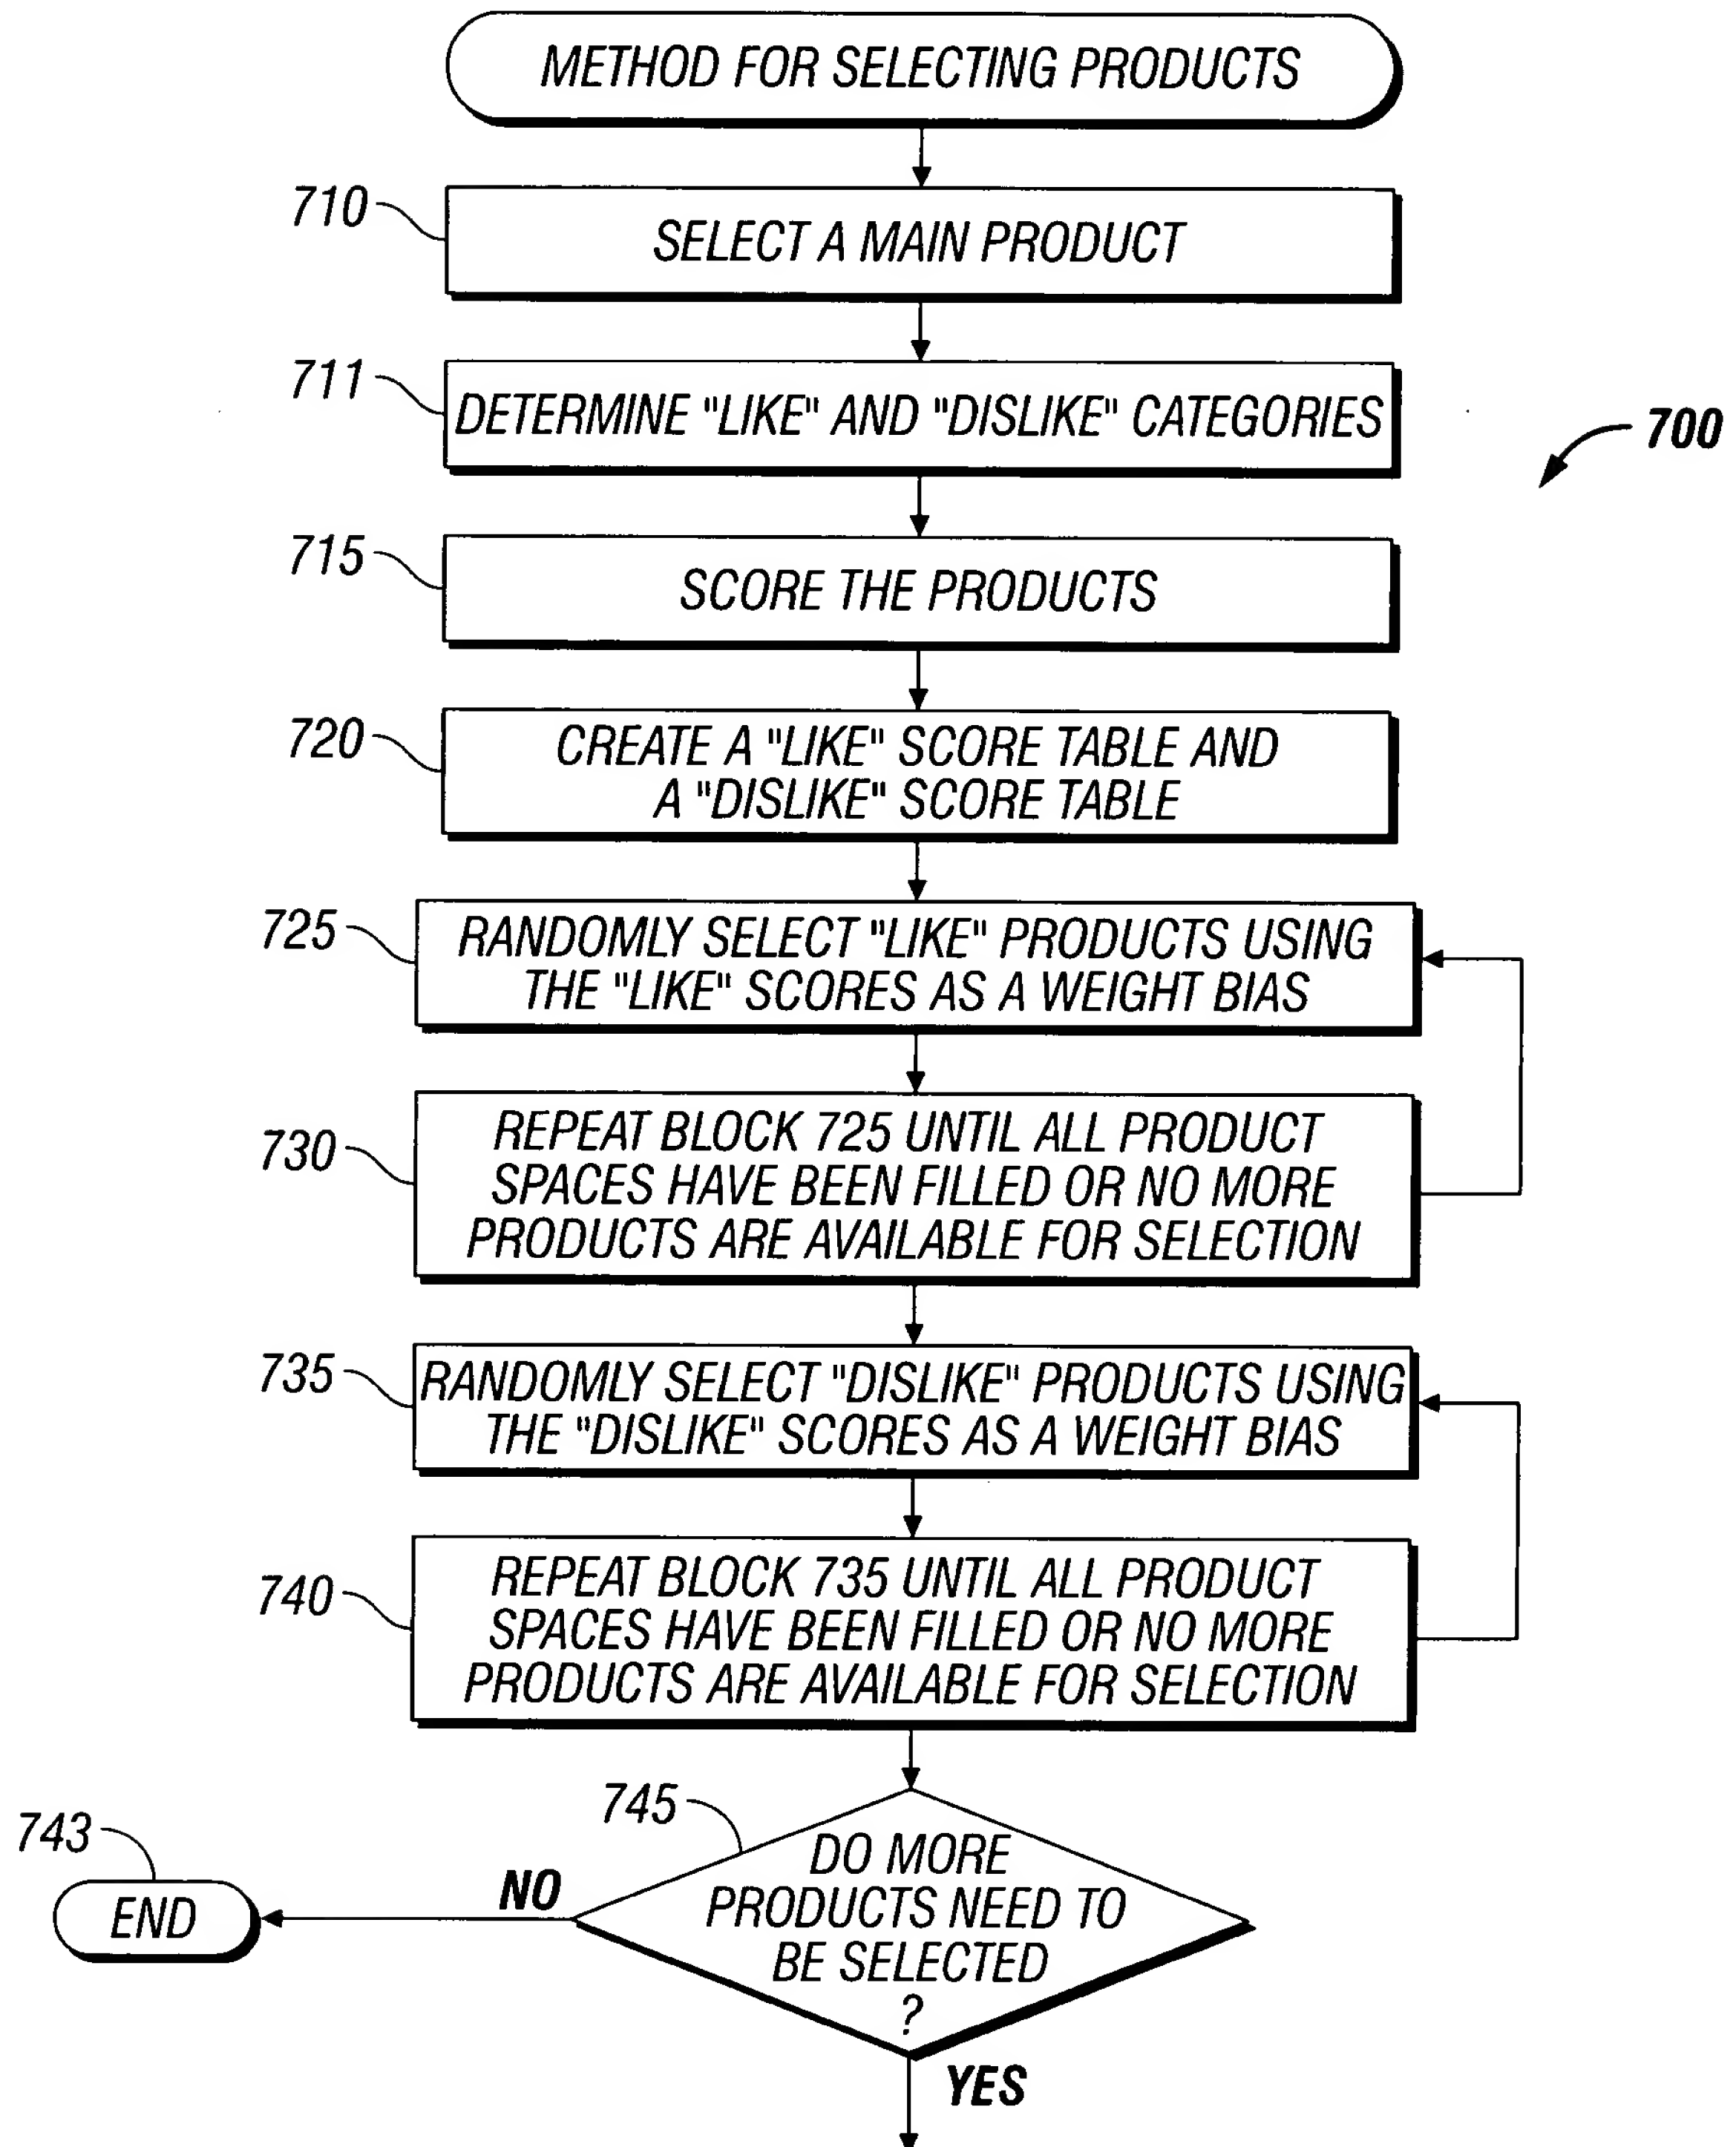 METHOD FOR SELECTING PRODUCTS
710
SELECT A MAIN PRODUCT
711
DETERMINE "LIKE" AND "DISLIKE" CATEGORIES
700
715
SCORE THE PRODUCTS
720
CREATE A "LIKE" SCORE TABLE AND
A "DISLIKE" SCORE TABLE
725
RANDOMLY SELECT "LIKE" PRODUCTS USING
THE "LIKE" SCORES AS A WEIGHT BIAS
730
REPEAT BLOCK 725 UNTIL ALL PRODUCT
SPACES HAVE BEEN FILLED OR NO MORE
PRODUCTS ARE AVAILABLE FOR SELECTION
735
RANDOMLY SELECT "DISLIKE" PRODUCTS USING
THE "DISLIKE" SCORES AS A WEIGHT BIAS
740
REPEAT BLOCK 735 UNTIL ALL PRODUCT
SPACES HAVE BEEN FILLED OR NO MORE
PRODUCTS ARE AVAILABLE FOR SELECTION
745
743
DO MORE
PRODUCTS NEED TO
BE SELECTED
?
NO
END
YES